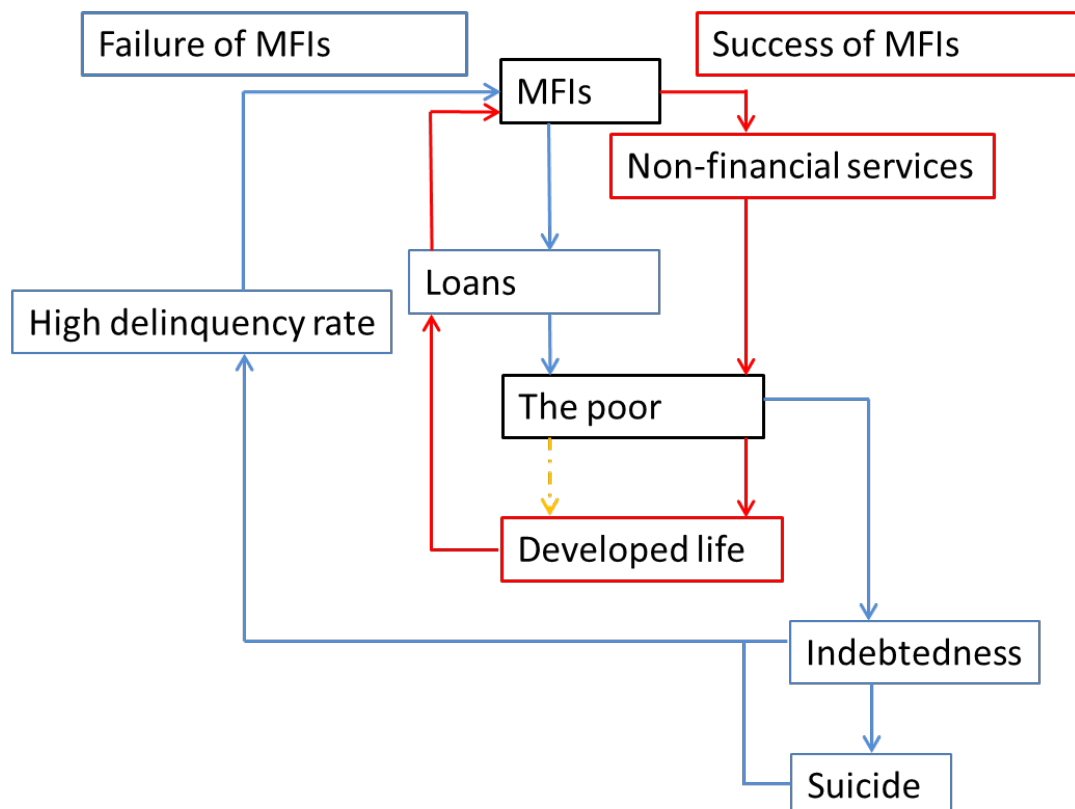 Failure of MFIs
Success of MFIs
MFIs
Non-financial services
Loans
High delinquency rate
The poor
Developed life
Indebtedness
Suicide